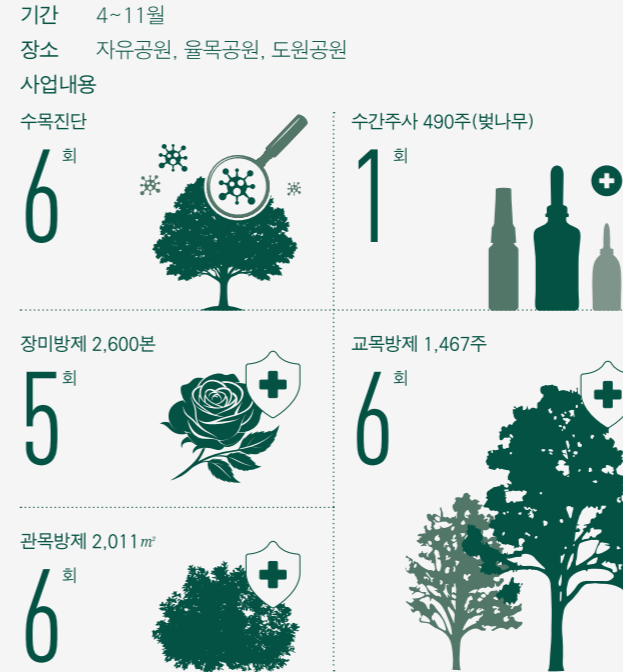 기간 4~11월
장소 자유공원, 율목공원, 도원공원
사업내용
수목진단
6회
수간주사 490주(벚나무)
1회
장미방제 2,600본
5회
교목방제 1,467주
6회
관목방제 2,011㎡
6회